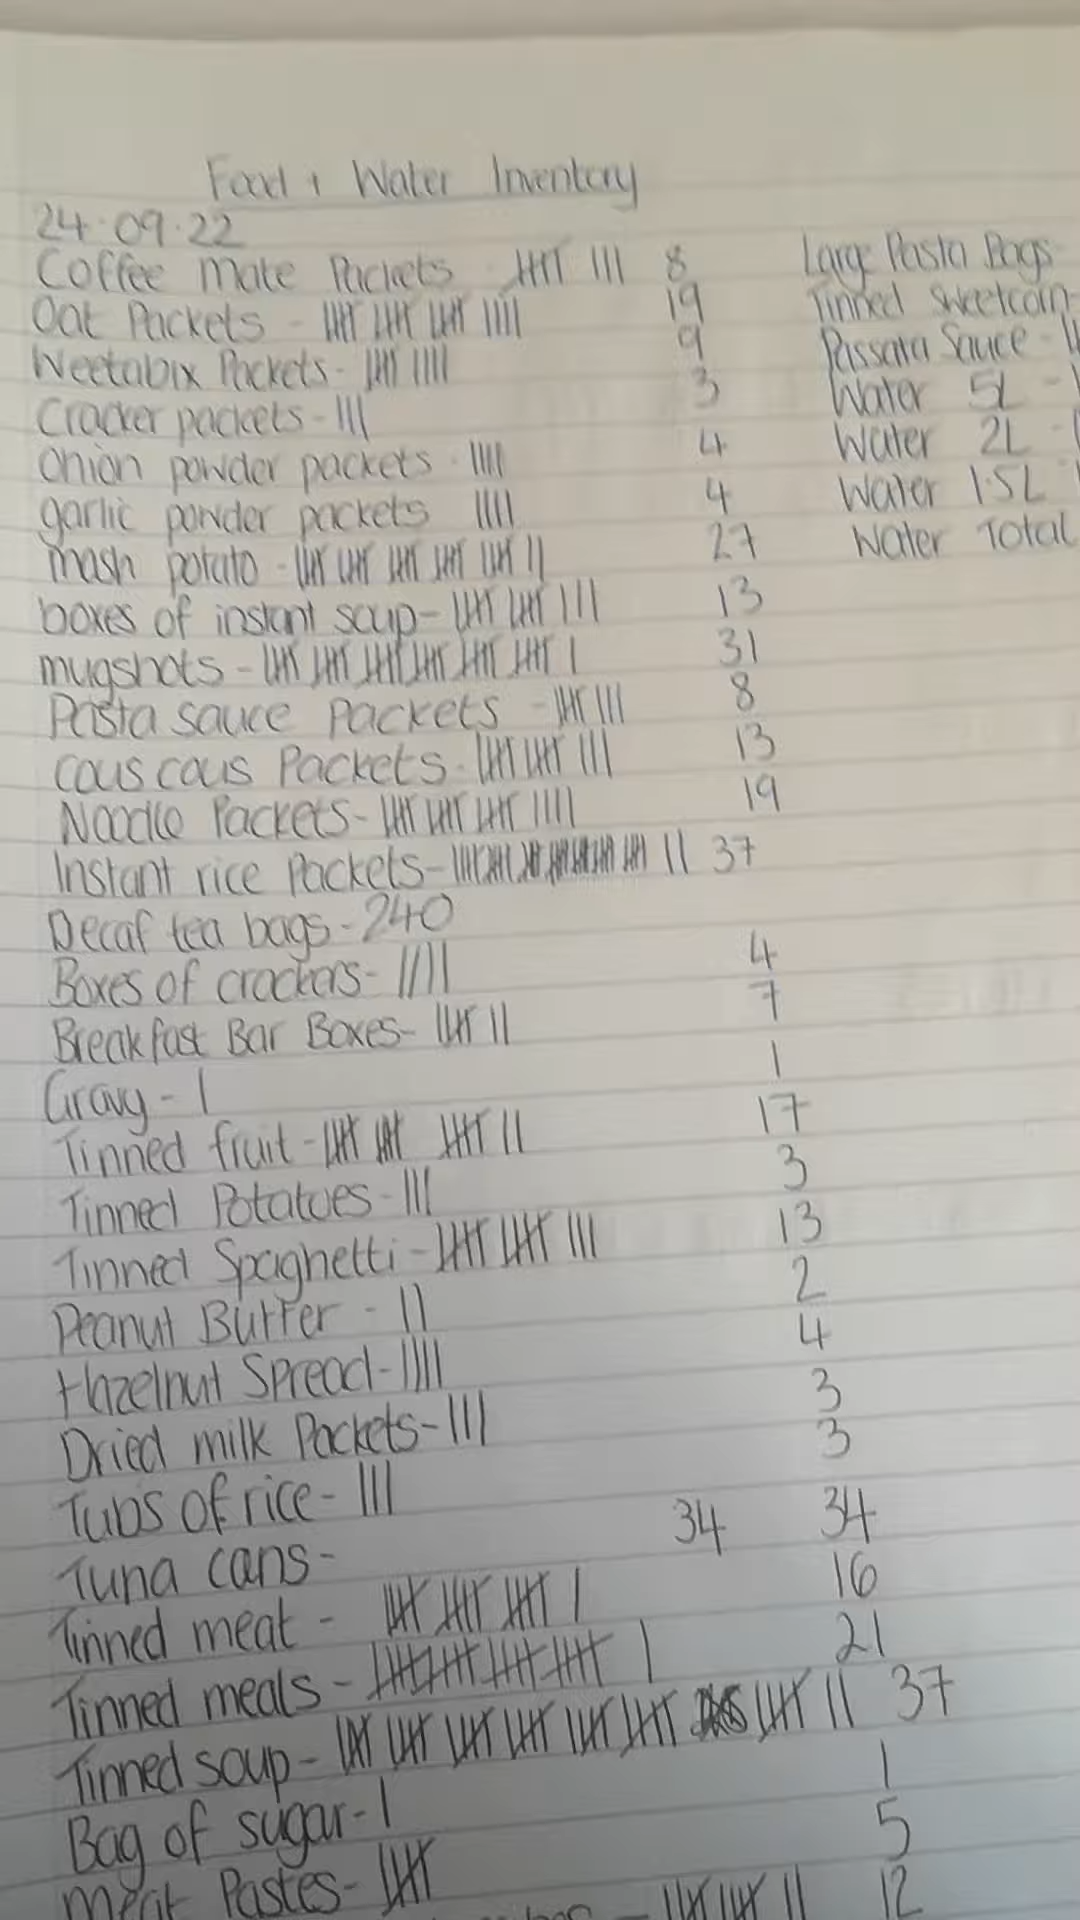 Food + Water Inventory
24.09.22
Coffee Mate Packets - 8
Oat Packets - 19
Weetabix Packets - 9
Cracker packets - 3
onion powder packets - 4
garlic powder packets 4
mash potato - 27
boxes of instant soup - 13
mugshots - 31
Pasta sauce packets - 8
cous cous Packets - 13
Noodle Packets - 19
Instant rice Packets - 37
Decaf tea bags - 240
Boxes of crackers - 4
Breakfast Bar Boxes - 7
Gravy - 1
Tinned fruit - 17
Tinned Potatoes - 3
Tinned Spaghetti - 13
Peanut Butter - 2
Hazelnut Spread - 4
Dried milk Packets - 3
Tubs of rice - 3
Tuna cans - 34 34
Tinned meat - 16
Tinned meals - 21
Tinned soup - 37
Bag of sugar - 1
Meat Pastes - 5
12
Large Pasta Bags -
Tinned Sweetcorn -
Passata Sauce -
Water 5L -
Water 2L -
Water 1.5L
Water Total